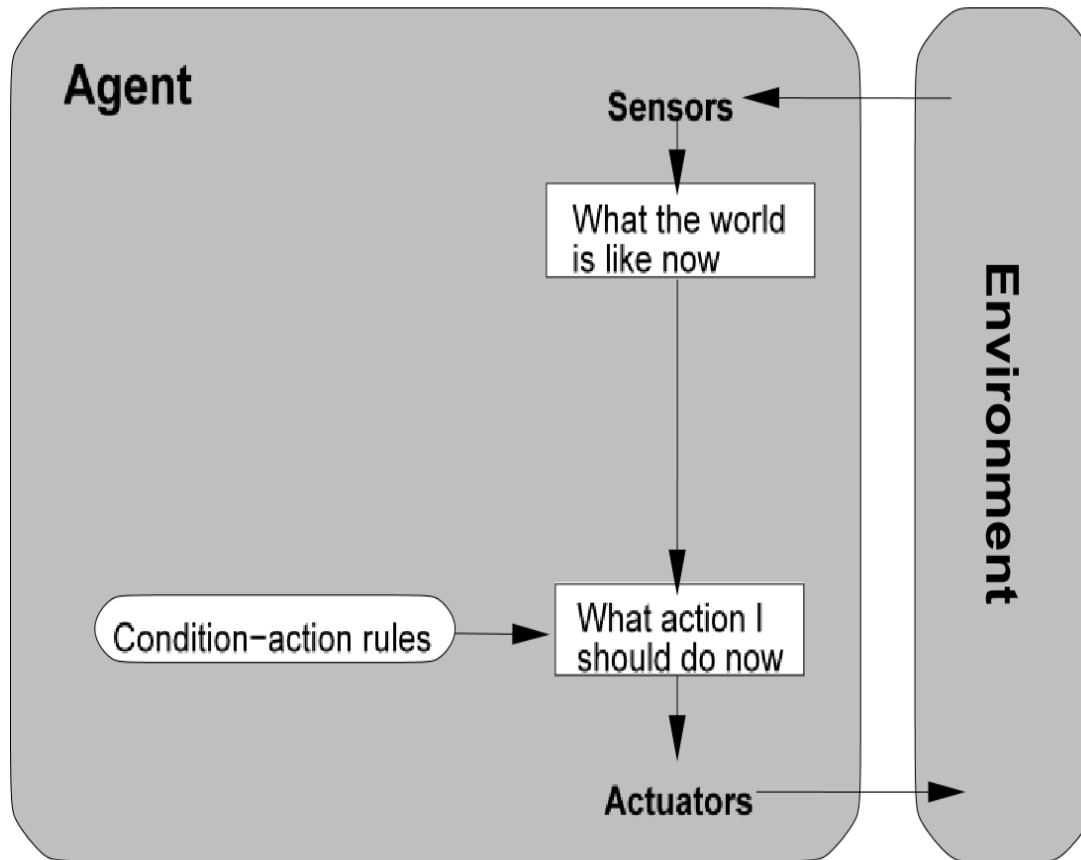 Agent
Sensors
What the world
is like now
Environment
Condition−action rules
What action I
should do now
Actuators